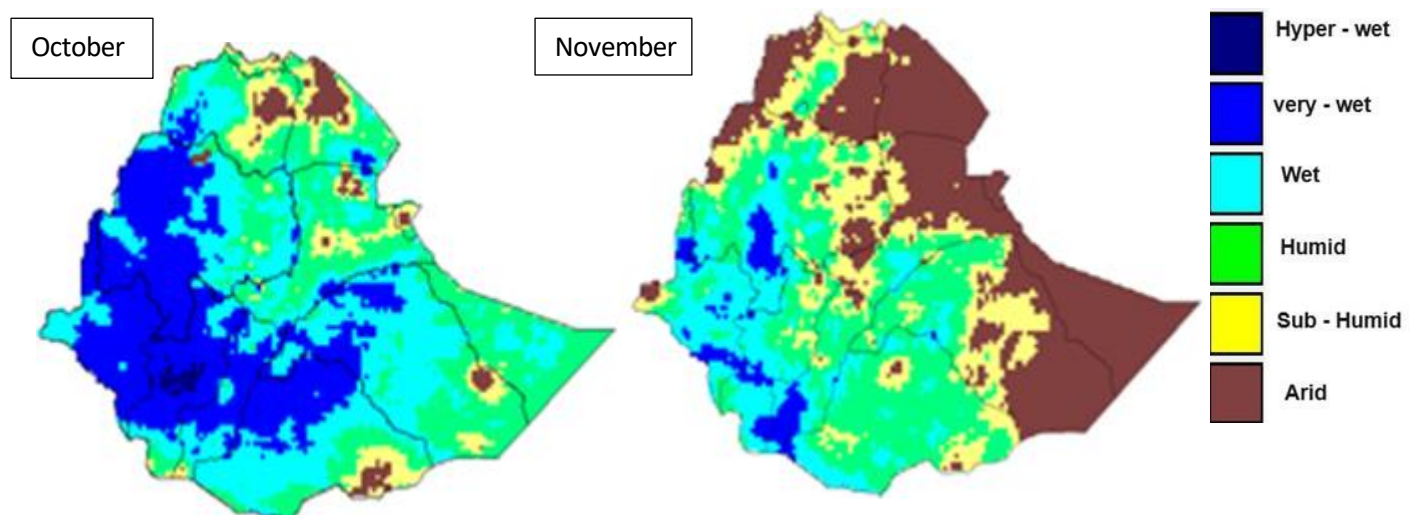 October
November
Hyper - wet
very - wet
Wet
Humid
Sub - Humid
Arid